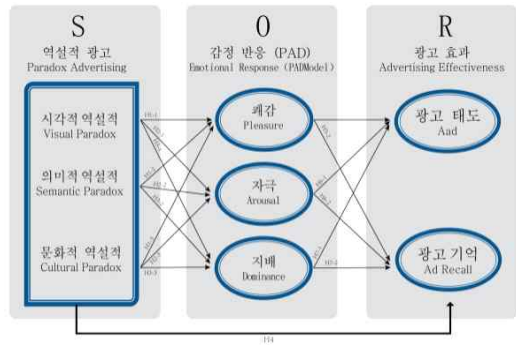 S
역설적 광고
Paradox Advertising
시각적 역설적
Visual Paradox
의미적 역설적
Semantic Paradox
문화적 역설적
Cultural Paradox
O
감정 반응 (PAD)
Emotional Response (PADModel)
쾌감
Pleasure
자극
Arousal
지배
Dominance
R
광고 효과
Advertising Effectiveness
광고 태도
Aad
광고 기억
Ad Recall
H4